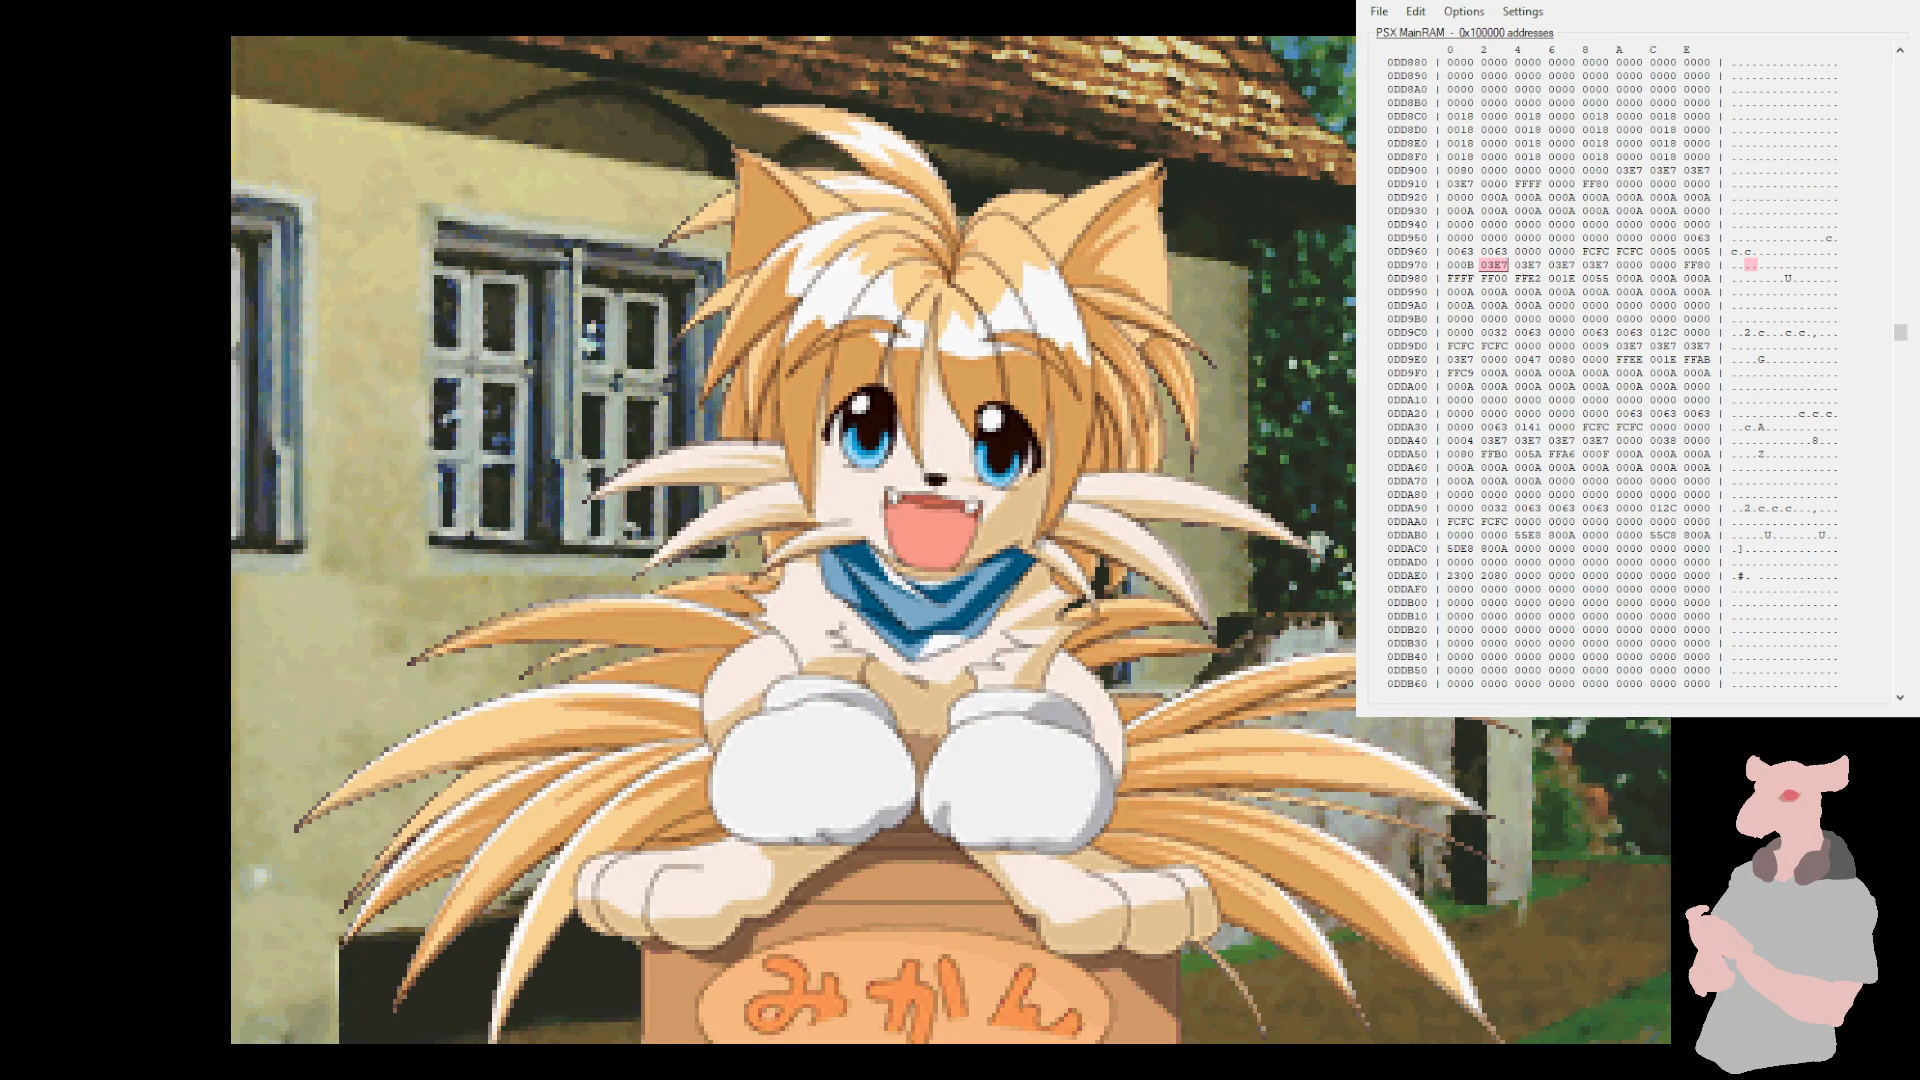 File Edit Options Settings
PSX MainRAM - 0x100000 addresses
0 2 4 6 8 A C E
0DD880 | 0000 0000 0000 0000 0000 0000 0000 0000 | ................
0DD890 | 0000 0000 0000 0000 0000 0000 0000 0000 | ................
0DD8A0 | 0000 0000 0000 0000 0000 0000 0000 0000 | ................
0DD8B0 | 0000 0000 0000 0000 0000 0000 0000 0000 | ................
0DD8C0 | 0018 0000 0018 0000 0018 0000 0018 0000 | ................
0DD8D0 | 0018 0000 0018 0000 0018 0000 0018 0000 | ................
0DD8E0 | 0018 0000 0018 0000 0018 0000 0018 0000 | ................
0DD8F0 | 0018 0000 0018 0000 0018 0000 0018 0000 | ................
0DD900 | 0080 0000 0000 0000 0000 03E7 03E7 03E7 | ................
0DD910 | 03E7 0000 FFFF 0000 FF80 0000 0000 0000 | ................
0DD920 | 0000 000A 000A 000A 000A 000A 000A 000A | ................
0DD930 | 000A 000A 000A 000A 000A 000A 000A 0000 | ................
0DD940 | 0000 0000 0000 0000 0000 0000 0000 0000 | ................
0DD950 | 0000 0000 0000 0000 0000 0000 0000 0063 | ..............c.
0DD960 | 0063 0063 0000 0000 FCFC FCFC 0005 0005 | c.c.............
0DD970 | 000B 03E7 03E7 03E7 03E7 0000 0000 FF80 | ................
0DD980 | FFFF FF00 FFE2 001E 0055 000A 000A 000A | ........U.......
0DD990 | 000A 000A 000A 000A 000A 000A 000A 000A | ................
0DD9A0 | 000A 000A 000A 0000 0000 0000 0000 0000 | ................
0DD9B0 | 0000 0000 0000 0000 0000 0000 0000 0000 | ................
0DD9C0 | 0000 0032 0063 0000 0063 0063 012C 0000 | ..2.c...c.c.,...
0DD9D0 | FCFC FCFC 0000 0000 0009 03E7 03E7 03E7 | ................
0DD9E0 | 03E7 0000 0047 0080 0000 FFEE 001E FFAB | ....G...........
0DD9F0 | FFC9 000A 000A 000A 000A 000A 000A 000A | ................
0DDA00 | 000A 000A 000A 000A 000A 000A 000A 0000 | ................
0DDA10 | 0000 0000 0000 0000 0000 0000 0000 0000 | ................
0DDA20 | 0000 0000 0000 0000 0000 0063 0063 0063 | ..........c.c.c.
0DDA30 | 0000 0063 0141 0000 FCFC FCFC 0000 0000 | ..c.A...........
0DDA40 | 0004 03E7 03E7 03E7 03E7 0000 0038 0000 | ............8...
0DDA50 | 0080 FFB0 005A FFA6 000F 000A 000A 000A | ....Z...........
0DDA60 | 000A 000A 000A 000A 000A 000A 000A 000A | ................
0DDA70 | 000A 000A 000A 0000 0000 0000 0000 0000 | ................
0DDA80 | 0000 0000 0000 0000 0000 0000 0000 0000 | ................
0DDA90 | 0000 0032 0063 0063 0063 0000 012C 0000 | ..2.c.c.c...,...
0DDAA0 | FCFC FCFC 0000 0000 0000 0000 0000 0000 | ................
0DDAB0 | 0000 0000 55E8 800A 0000 0000 55C8 800A | .....U.......U..
0DDAC0 | 5DE8 800A 0000 0000 0000 0000 0000 0000 | .]..............
0DDAD0 | 0000 0000 0000 0000 0000 0000 0000 0000 | ................
0DDAE0 | 2300 2080 0000 0000 0000 0000 0000 0000 | .#. ............
0DDAF0 | 0000 0000 0000 0000 0000 0000 0000 0000 | ................
0DDB00 | 0000 0000 0000 0000 0000 0000 0000 0000 | ................
0DDB10 | 0000 0000 0000 0000 0000 0000 0000 0000 | ................
0DDB20 | 0000 0000 0000 0000 0000 0000 0000 0000 | ................
0DDB30 | 0000 0000 0000 0000 0000 0000 0000 0000 | ................
0DDB40 | 0000 0000 0000 0000 0000 0000 0000 0000 | ................
0DDB50 | 0000 0000 0000 0000 0000 0000 0000 0000 | ................
0DDB60 | 0000 0000 0000 0000 0000 0000 0000 0000 | ................
みかん